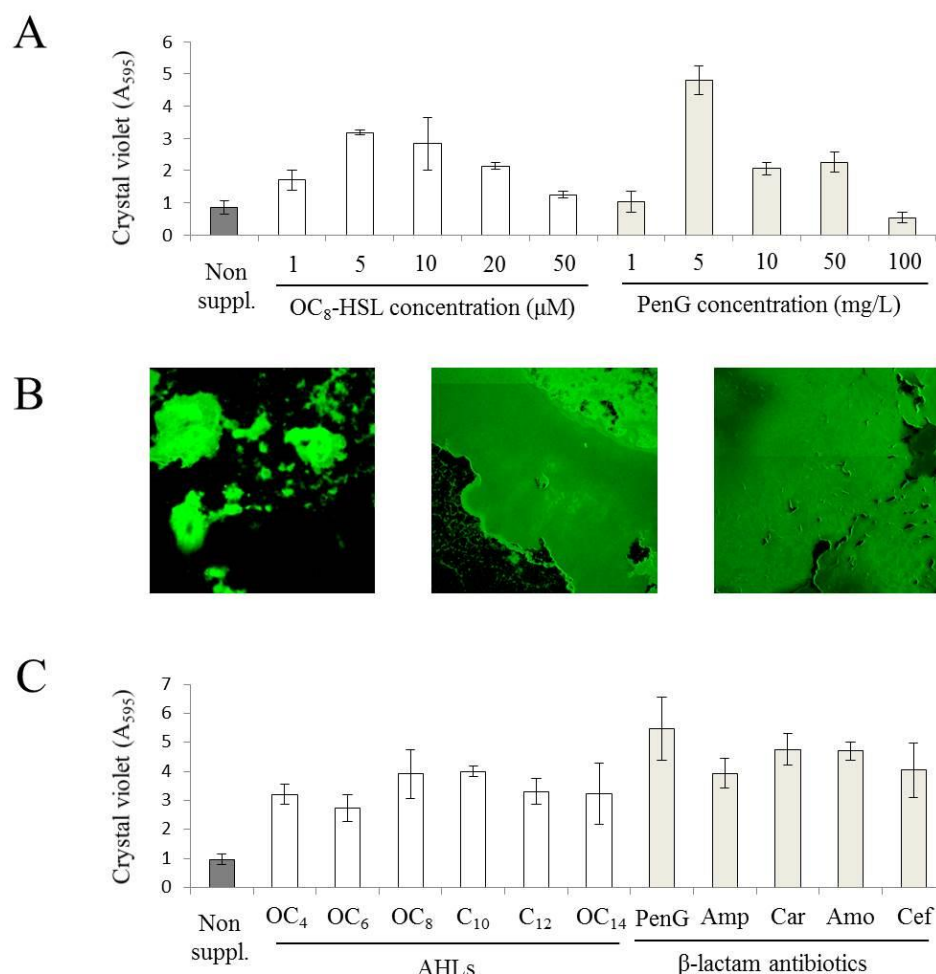 A
Crystal violet (A595)
6
5
4
3
2
1
0
Non suppl.
1 5 10 20 50
OC8-HSL concentration (μM)
1 5 10 50 100
PenG concentration (mg/L)
B
C
Crystal violet (A595)
7
6
5
4
3
2
1
0
Non suppl.
OC4 OC6 OC8 C10 C12 OC14
AHLs
PenG Amp Car Amo Cef
β-lactam antibiotics